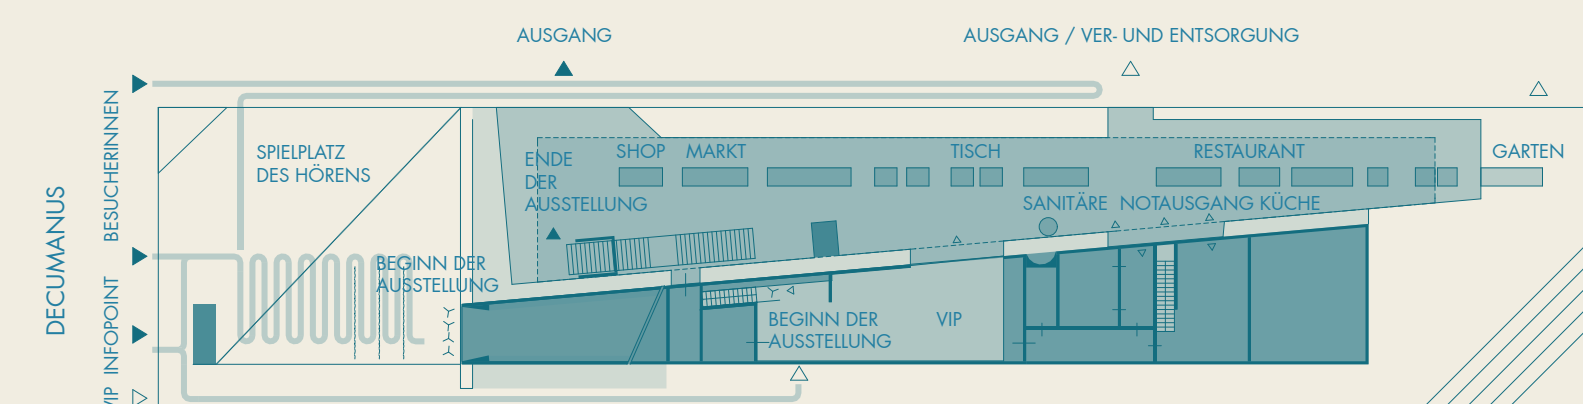 AUSGANG
AUSGANG / VER- UND ENTSORGUNG
DECUMANUS
BESUCHERINNEN
INFOPOINT
VIP
SPIELPLATZ
DES HÖRENS
BEGINN DER
AUSSTELLUNG
ENDE
DER
AUSSTELLUNG
SHOP
MARKT
TISCH
RESTAURANT
GARTEN
SANITÄRE
NOTAUSGANG
KÜCHE
BEGINN DER
AUSSTELLUNG
VIP